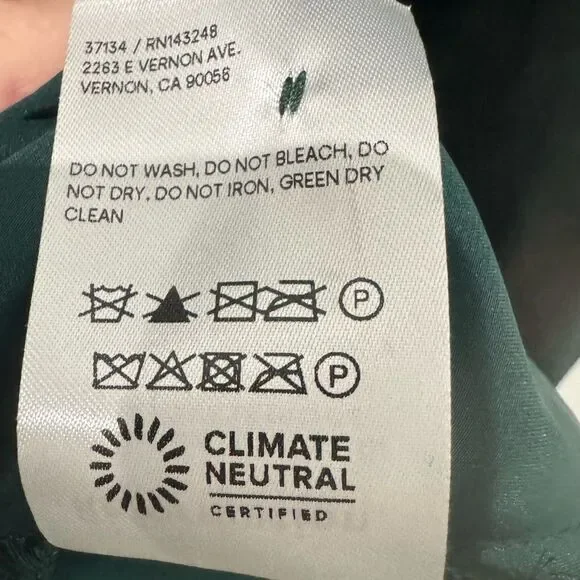 37134 / RN143248
2263 E VERNON AVE.
VERNON, CA 90058
DO NOT WASH, DO NOT BLEACH, DO
NOT DRY, DO NOT IRON, GREEN DRY
CLEAN
P
P
CLIMATE
NEUTRAL
CERTIFIED